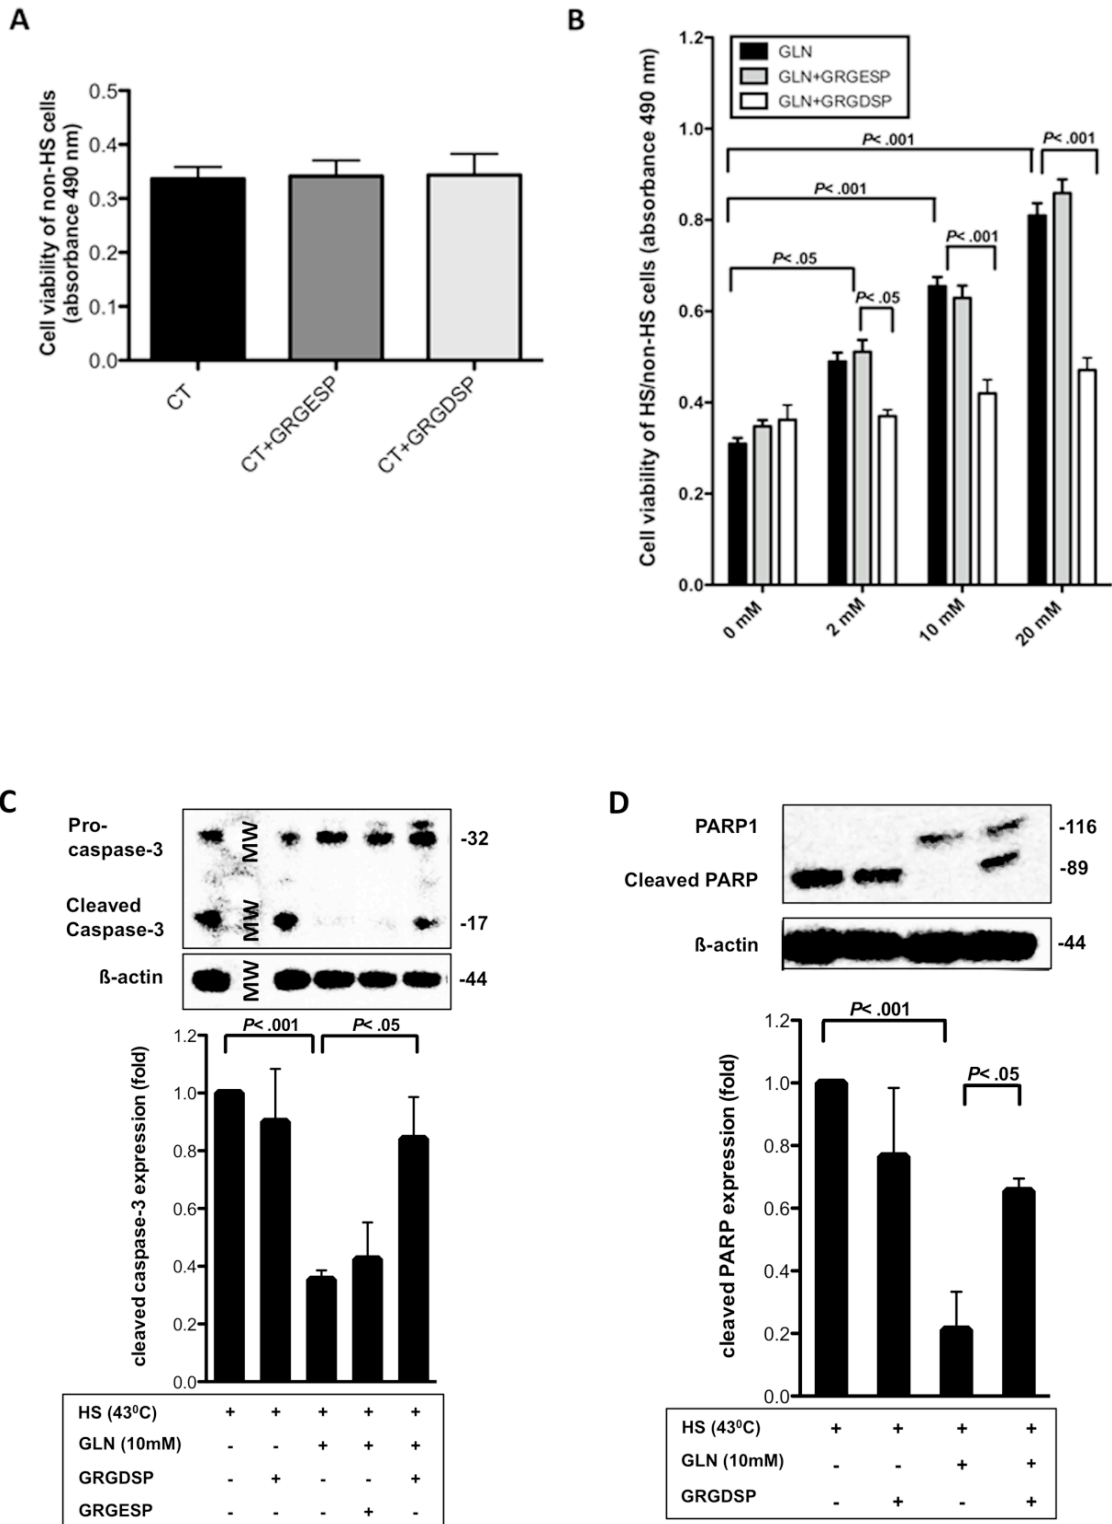 A
Cell viability of non-HS cells
(absorbance 490 nm)
0.5
0.4
0.3
0.2
0.1
0.0
CT
CT+GRGESP
CT+GRGDSP
B
Cell viability of HS/non-HS cells (absorbance 490 nm)
1.2
1.0
0.8
0.6
0.4
0.2
0.0
GLN
GLN+GRGESP
GLN+GRGDSP
P< .001
P< .001
P< .001
P< .001
P< .05
P< .05
0 mM
2 mM
10 mM
20 mM
C
Pro-
caspase-3
Cleaved
Caspase-3
ß-actin
MW
MW
MW
-32
-17
-44
cleaved caspase-3 expression (fold)
1.2
1.0
0.8
0.6
0.4
0.2
0.0
P< .001
P< .05
HS (43⁰C) + + + + +
GLN (10mM) - - + + +
GRGDSP - + - - +
GRGESP - - - + -
D
PARP1
Cleaved PARP
ß-actin
-116
-89
-44
cleaved PARP expression (fold)
1.2
1.0
0.8
0.6
0.4
0.2
0.0
P< .001
P< .05
HS (43⁰C) + + + +
GLN (10mM) - - + +
GRGDSP - + - +